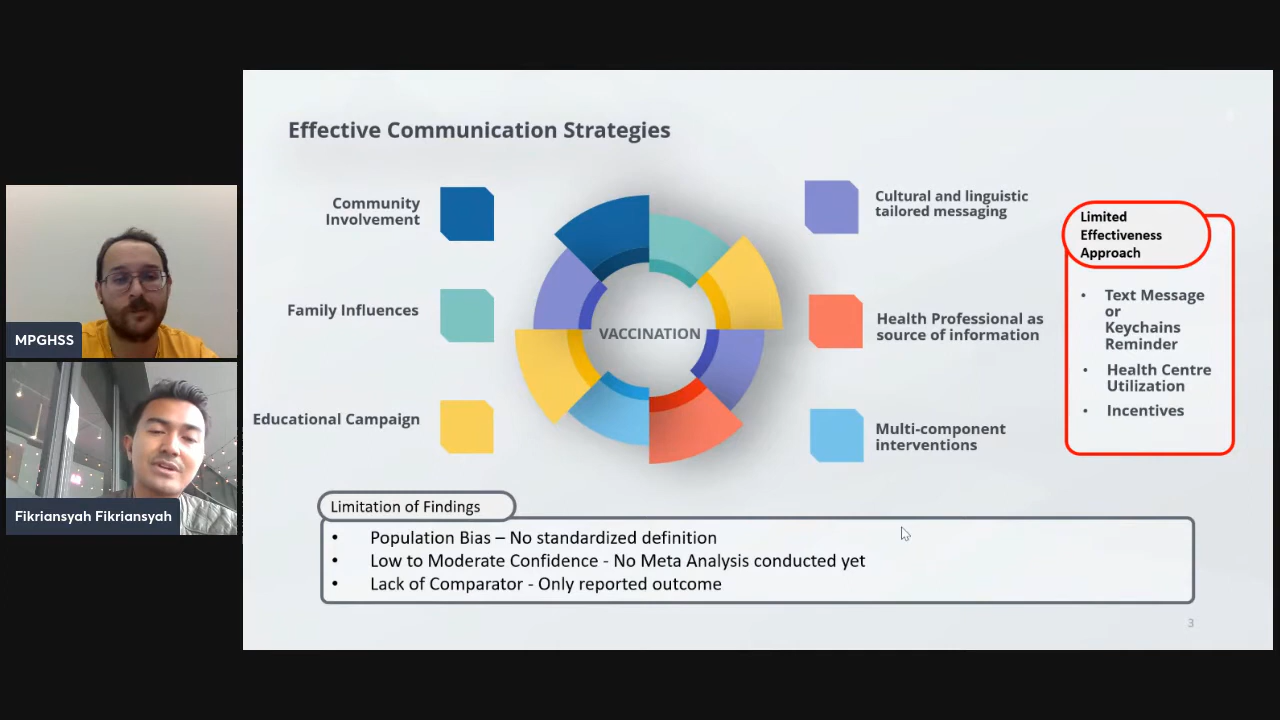 Effective Communication Strategies
Community
Involvement
Family Influences
Educational Campaign
VACCINATION
Cultural and linguistic
tailored messaging
Health Professional as
source of information
Multi-component
interventions
Limited
Effectiveness
Approach
• Text Message
or
Keychains
Reminder
• Health Centre
Utilization
• Incentives
Limitation of Findings
• Population Bias – No standardized definition
• Low to Moderate Confidence - No Meta Analysis conducted yet
• Lack of Comparator - Only reported outcome
3
MPGHSS
Fikriansyah Fikriansyah